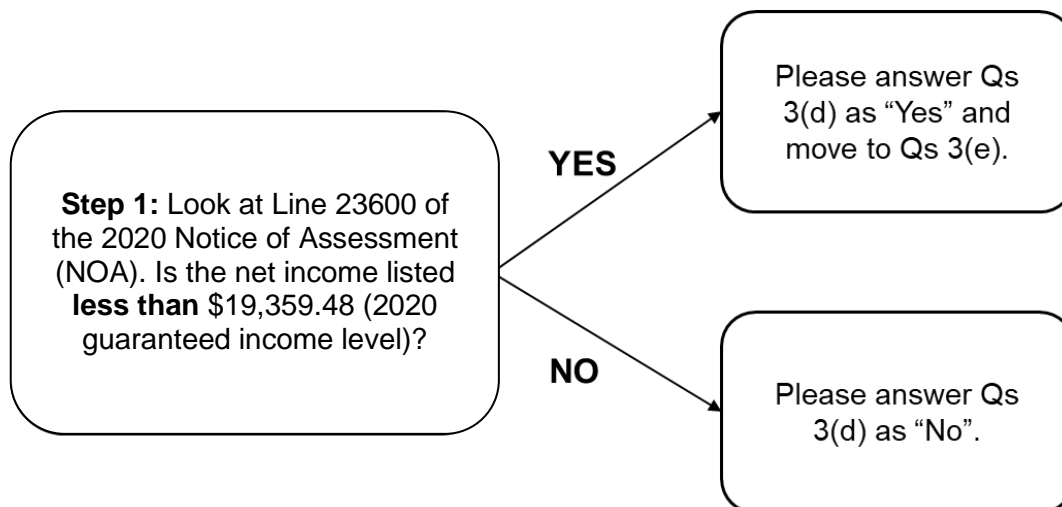 Step 1: Look at Line 23600 of
the 2020 Notice of Assessment
(NOA). Is the net income listed
less than $19,359.48 (2020
guaranteed income level)?
YES
Please answer Qs
3(d) as “Yes” and
move to Qs 3(e).
NO
Please answer Qs
3(d) as “No”.